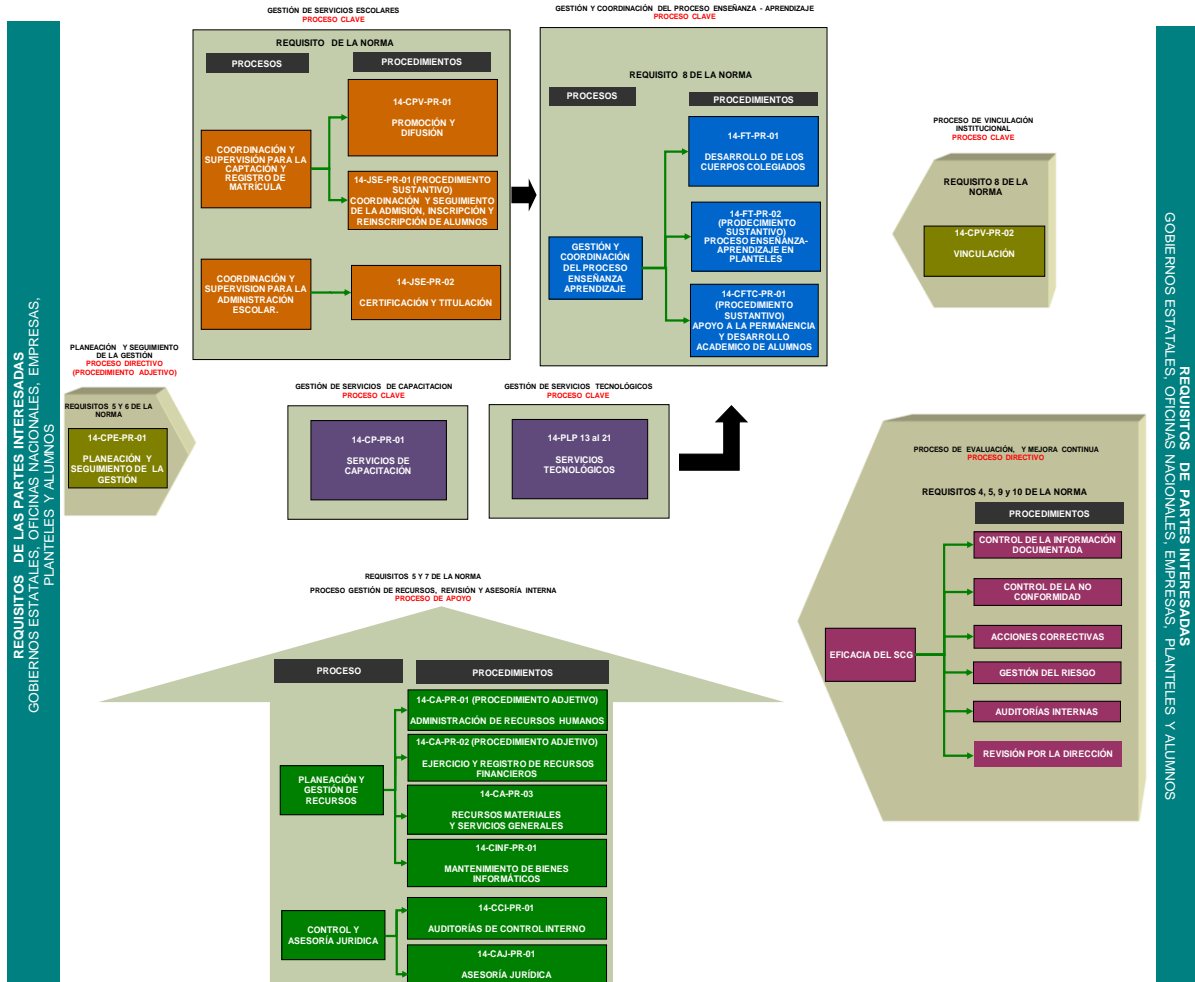 REQUISITOS DE LAS PARTES INTERESADAS
GOBIERNOS ESTATALES, OFICINAS NACIONALES, EMPRESAS,
PLANTELES Y ALUMNOS
GESTIÓN DE SERVICIOS ESCOLARES
PROCESO CLAVE
REQUISITO DE LA NORMA
PROCESOS
PROCEDIMIENTOS
COORDINACIÓN Y
SUPERVISIÓN PARA LA
CAPTACIÓN Y
REGISTRO DE
MATRÍCULA
14-CPV-PR-01
PROMOCIÓN Y
DIFUSIÓN
14-JSE-PR-01 (PROCEDIMIENTO
SUSTANTIVO)
COORDINACIÓN Y SEGUIMIENTO
DE LA ADMISIÓN, INSCRIPCIÓN Y
REINSCRIPCIÓN DE ALUMNOS
COORDINACIÓN Y
SUPERVISION PARA LA
ADMINISTRACIÓN
ESCOLAR.
14-JSE-PR-02
CERTIFICACIÓN Y TITULACIÓN
GESTIÓN Y COORDINACIÓN DEL PROCESO ENSEÑANZA - APRENDIZAJE
PROCESO CLAVE
REQUISITO 8 DE LA NORMA
PROCESOS
PROCEDIMIENTOS
GESTIÓN Y
COORDINACIÓN
DEL PROCESO
ENSEÑANZA
APRENDIZAJE
14-FT-PR-01
DESARROLLO DE LOS
CUERPOS COLEGIADOS
14-FT-PR-02
(PRODECIMIENTO
SUSTANTIVO)
PROCESO ENSEÑANZA-
APRENDIZAJE EN
PLANTELES
14-CFTC-PR-01
(PROCEDIMIENTO
SUSTANTIVO)
APOYO A LA PERMANENCIA
Y DESARROLLO
ACADEMICO DE ALUMNOS
PROCESO DE VINCULACIÓN
INSTITUCIONAL
PROCESO CLAVE
REQUISITO 8 DE LA
NORMA
14-CPV-PR-02
VINCULACIÓN
PLANEACIÓN Y SEGUIMIENTO
DE LA GESTIÓN
PROCESO DIRECTIVO
(PROCEDIMIENTO ADJETIVO)
REQUISITOS 5 Y 6 DE LA
NORMA
14-CPE-PR-01
PLANEACIÓN Y
SEGUIMIENTO DE LA
GESTIÓN
GESTIÓN DE SERVICIOS DE CAPACITACION
PROCESO CLAVE
14-CP-PR-01
SERVICIOS DE
CAPACITACIÓN
GESTIÓN DE SERVICIOS TECNOLÓGICOS
PROCESO CLAVE
14-PLP 13 al 21
SERVICIOS
TECNOLÓGICOS
PROCESO DE EVALUACIÓN, Y MEJORA CONTINUA
PROCESO DIRECTIVO
REQUISITOS 4, 5, 9 y 10 DE LA NORMA
PROCEDIMIENTOS
EFICACIA DEL SCG
CONTROL DE LA INFORMACIÓN
DOCUMENTADA
CONTROL DE LA NO
CONFORMIDAD
ACCIONES CORRECTIVAS
GESTIÓN DEL RIESGO
AUDITORÍAS INTERNAS
REVISIÓN POR LA DIRECCIÓN
REQUISITOS 5 Y 7 DE LA NORMA
PROCESO GESTIÓN DE RECURSOS, REVISIÓN Y ASESORÍA INTERNA
PROCESO DE APOYO
PROCESO
PROCEDIMIENTOS
PLANEACIÓN Y
GESTIÓN DE
RECURSOS
14-CA-PR-01 (PROCEDIMIENTO ADJETIVO)
ADMINISTRACIÓN DE RECURSOS HUMANOS
14-CA-PR-02 (PROCEDIMIENTO ADJETIVO)
EJERCICIO Y REGISTRO DE RECURSOS
FINANCIEROS
14-CA-PR-03
RECURSOS MATERIALES
Y SERVICIOS GENERALES
14-CINF-PR-01
MANTENIMIENTO DE BIENES
INFORMÁTICOS
CONTROL Y
ASESORÍA JURIDICA
14-CCI-PR-01
AUDITORÍAS DE CONTROL INTERNO
14-CAJ-PR-01
ASESORÍA JURÍDICA
REQUISITOS DE PARTES INTERESADAS
GOBIERNOS ESTATALES, OFICINAS NACIONALES, EMPRESAS, PLANTELES Y ALUMNOS